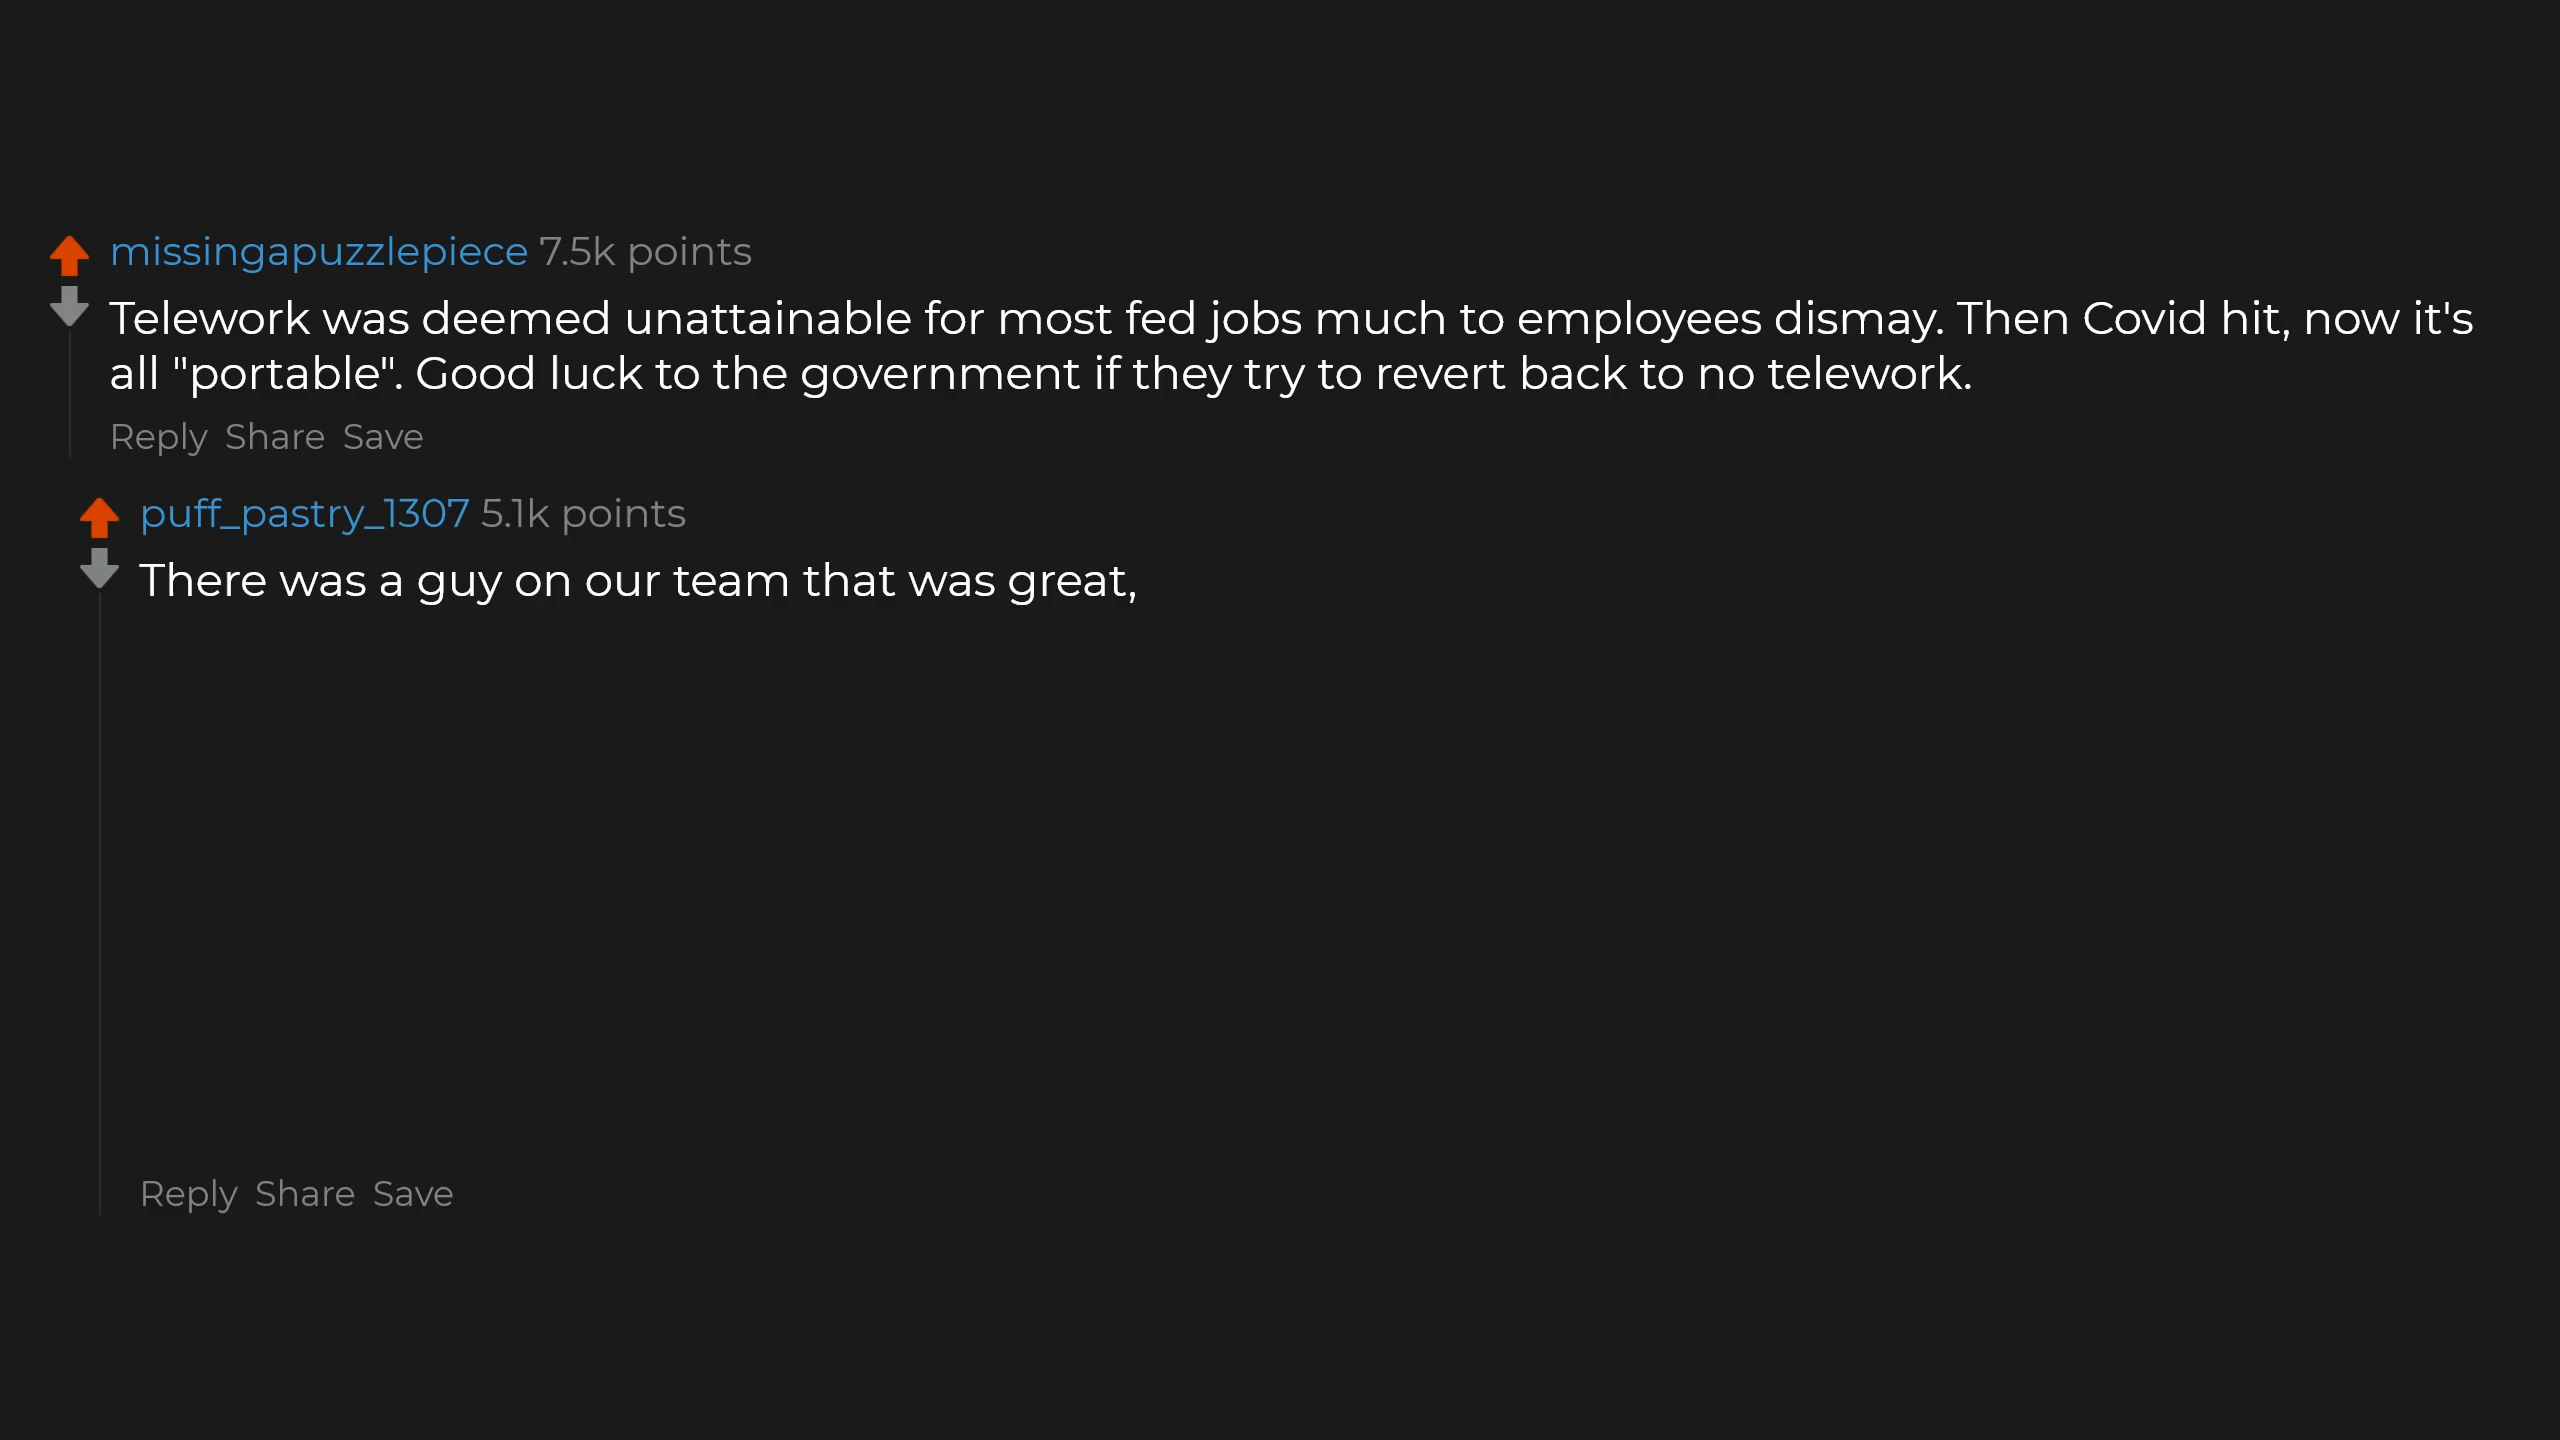 missingapuzzlepiece 7.5k points
Telework was deemed unattainable for most fed jobs much to employees dismay. Then Covid hit, now it's
all "portable". Good luck to the government if they try to revert back to no telework.
Reply Share Save
puff_pastry_1307 5.1k points
There was a guy on our team that was great,
Reply Share Save